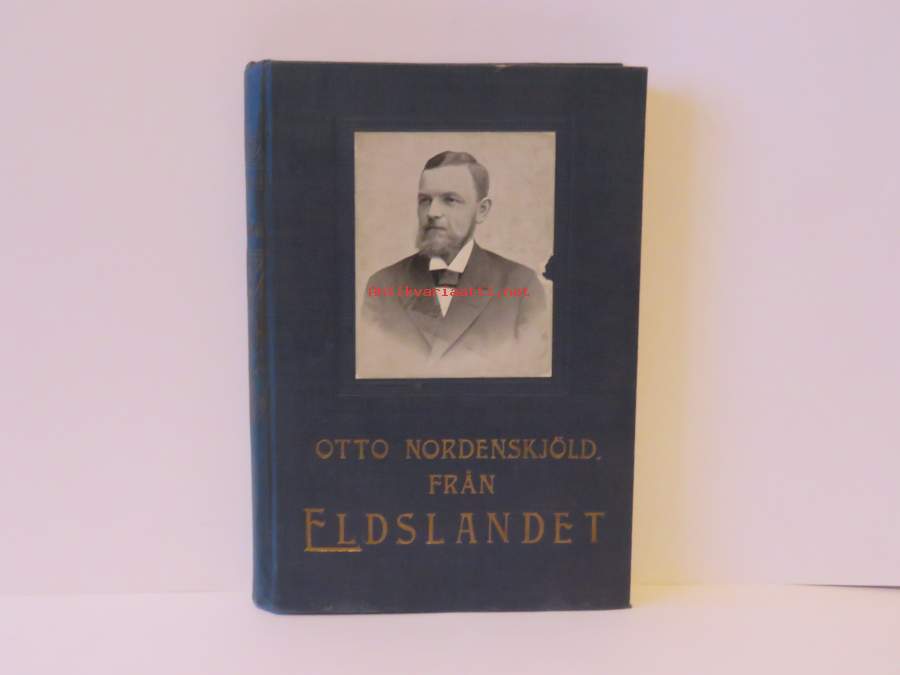 Antikvariaatti.net
OTTO NORDENSKJÖLD.
FRÅN
ELDSLANDET